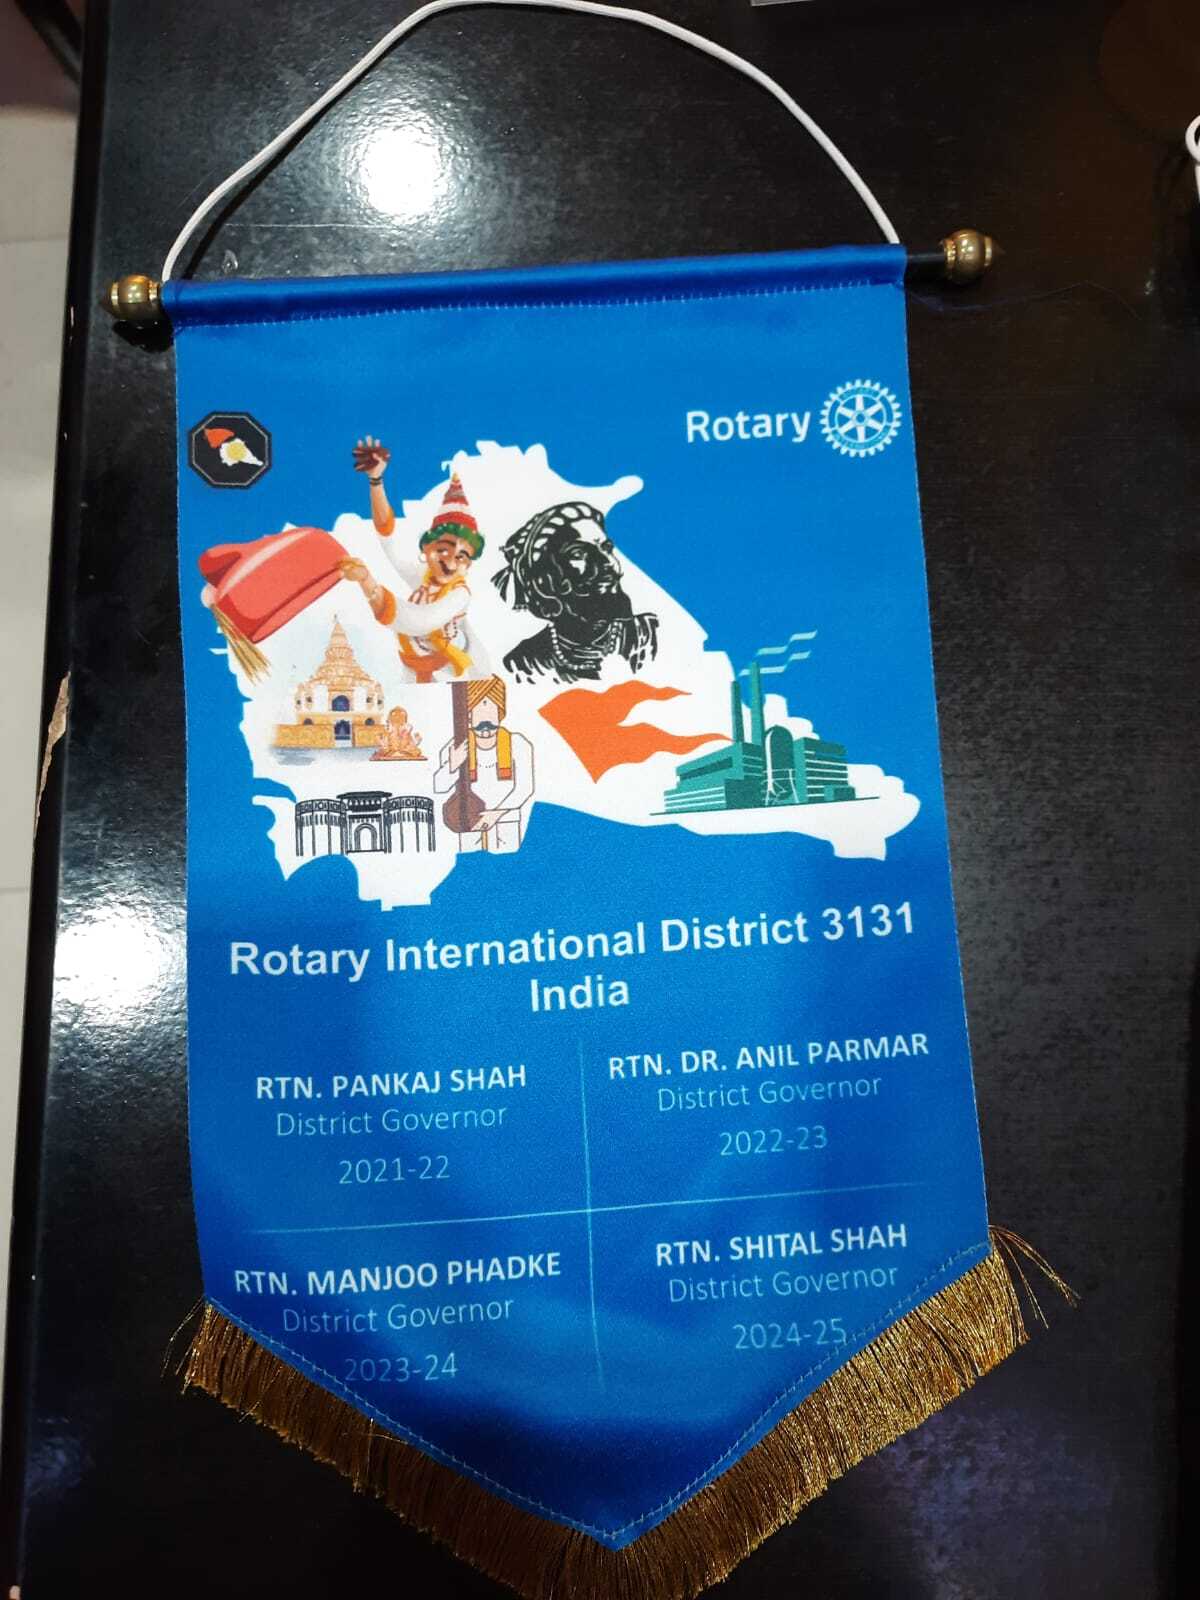 Rotary
Rotary International District 3131
India
RTN. PANKAJ SHAH
District Governor
2021-22
RTN. DR. ANIL PARMAR
District Governor
2022-23
RTN. MANJOO PHADKE
District Governor
2023-24
RTN. SHITAL SHAH
District Governor
2024-25